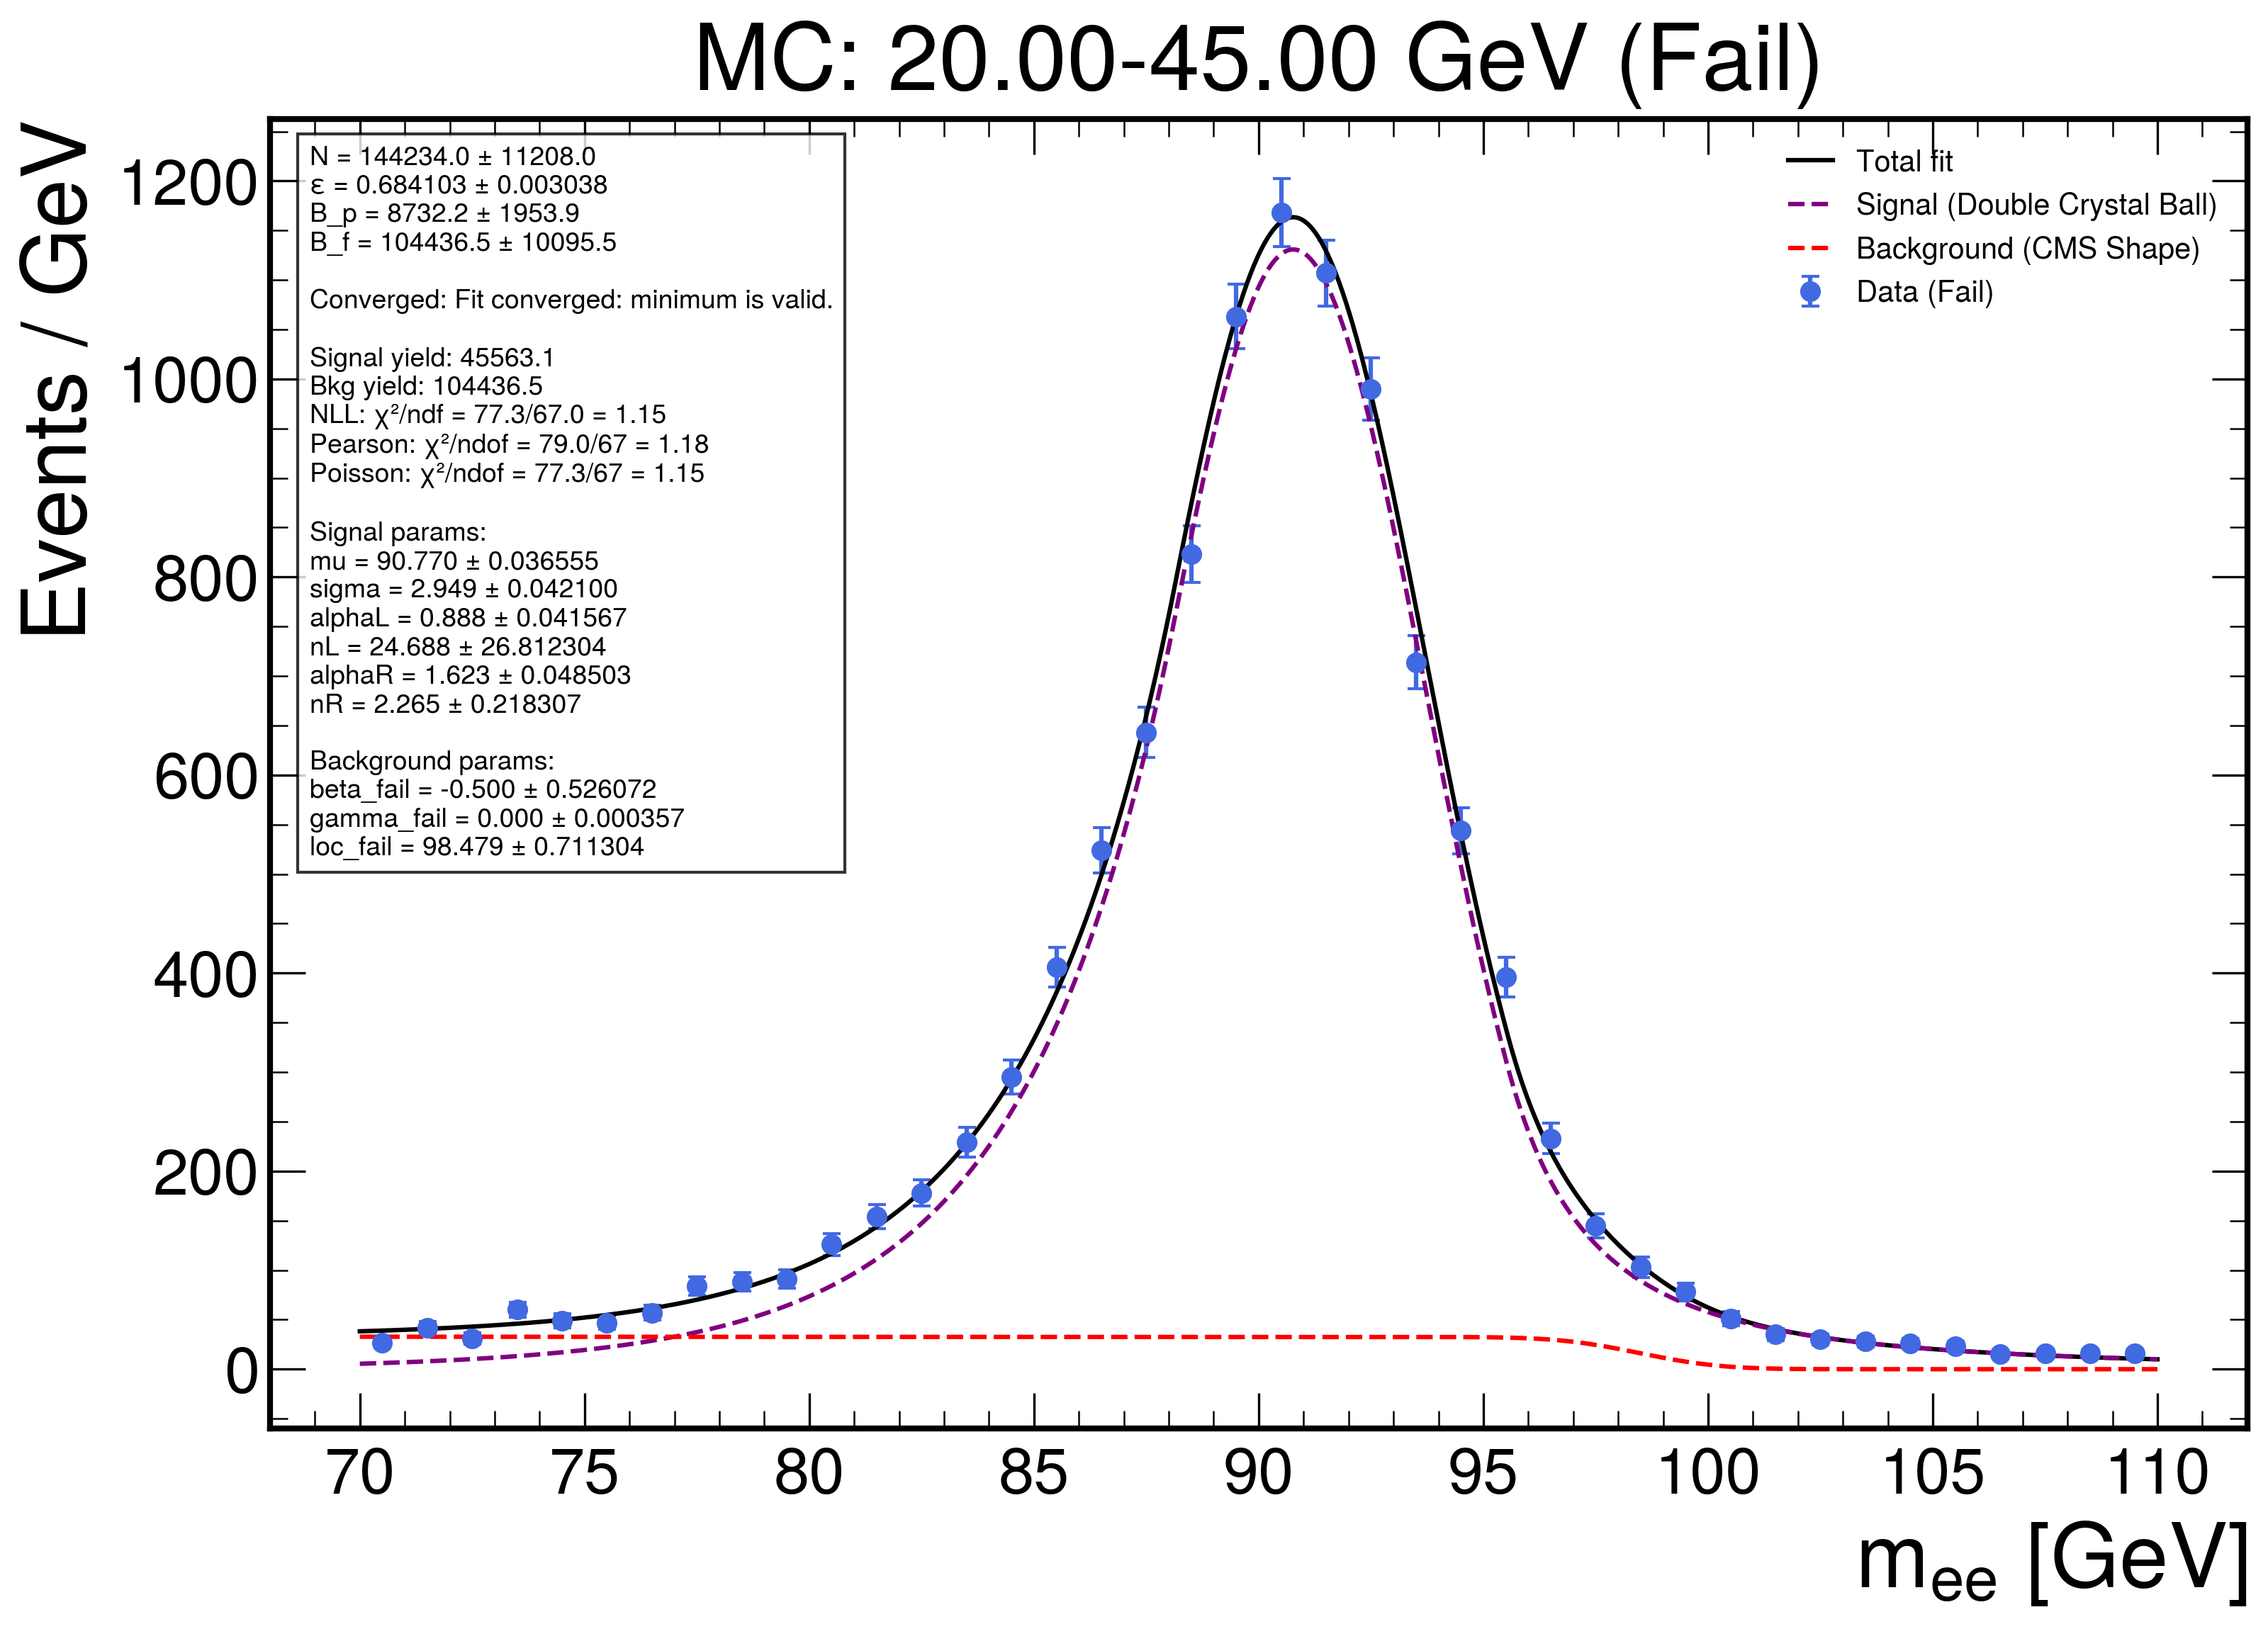 MC: 20.00-45.00 GeV (Fail)
Events / GeV
1200
1000
800
600
400
200
0
N = 144234.0 ± 11208.0
ε = 0.684103 ± 0.003038
B_p = 8732.2 ± 1953.9
B_f = 104436.5 ± 10095.5
Converged: Fit converged: minimum is valid.
Signal yield: 45563.1
Bkg yield: 104436.5
NLL: χ²/ndf = 77.3/67.0 = 1.15
Pearson: χ²/ndof = 79.0/67 = 1.18
Poisson: χ²/ndof = 77.3/67 = 1.15
Signal params:
mu = 90.770 ± 0.036555
sigma = 2.949 ± 0.042100
alphaL = 0.888 ± 0.041567
nL = 24.688 ± 26.812304
alphaR = 1.623 ± 0.048503
nR = 2.265 ± 0.218307
Background params:
beta_fail = -0.500 ± 0.526072
gamma_fail = 0.000 ± 0.000357
loc_fail = 98.479 ± 0.711304
Total fit
Signal (Double Crystal Ball)
Background (CMS Shape)
Data (Fail)
70 75 80 85 90 95 100 105 110
m_ee [GeV]